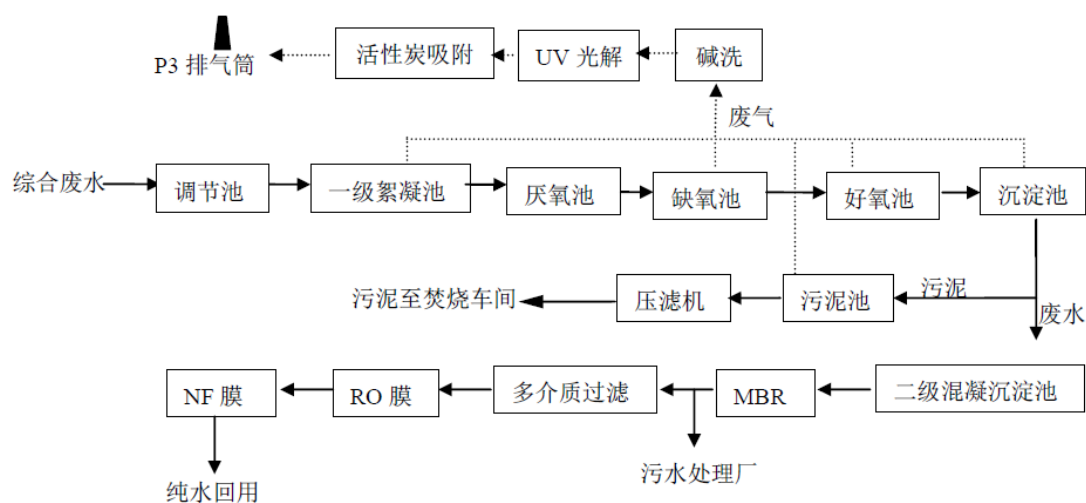 P3 排气筒
活性炭吸附
UV 光解
碱洗
废气
综合废水
调节池
一级絮凝池
厌氧池
缺氧池
好氧池
沉淀池
污泥至焚烧车间
压滤机
污泥池
污泥
废水
NF 膜
RO 膜
多介质过滤
MBR
二级混凝沉淀池
纯水回用
污水处理厂